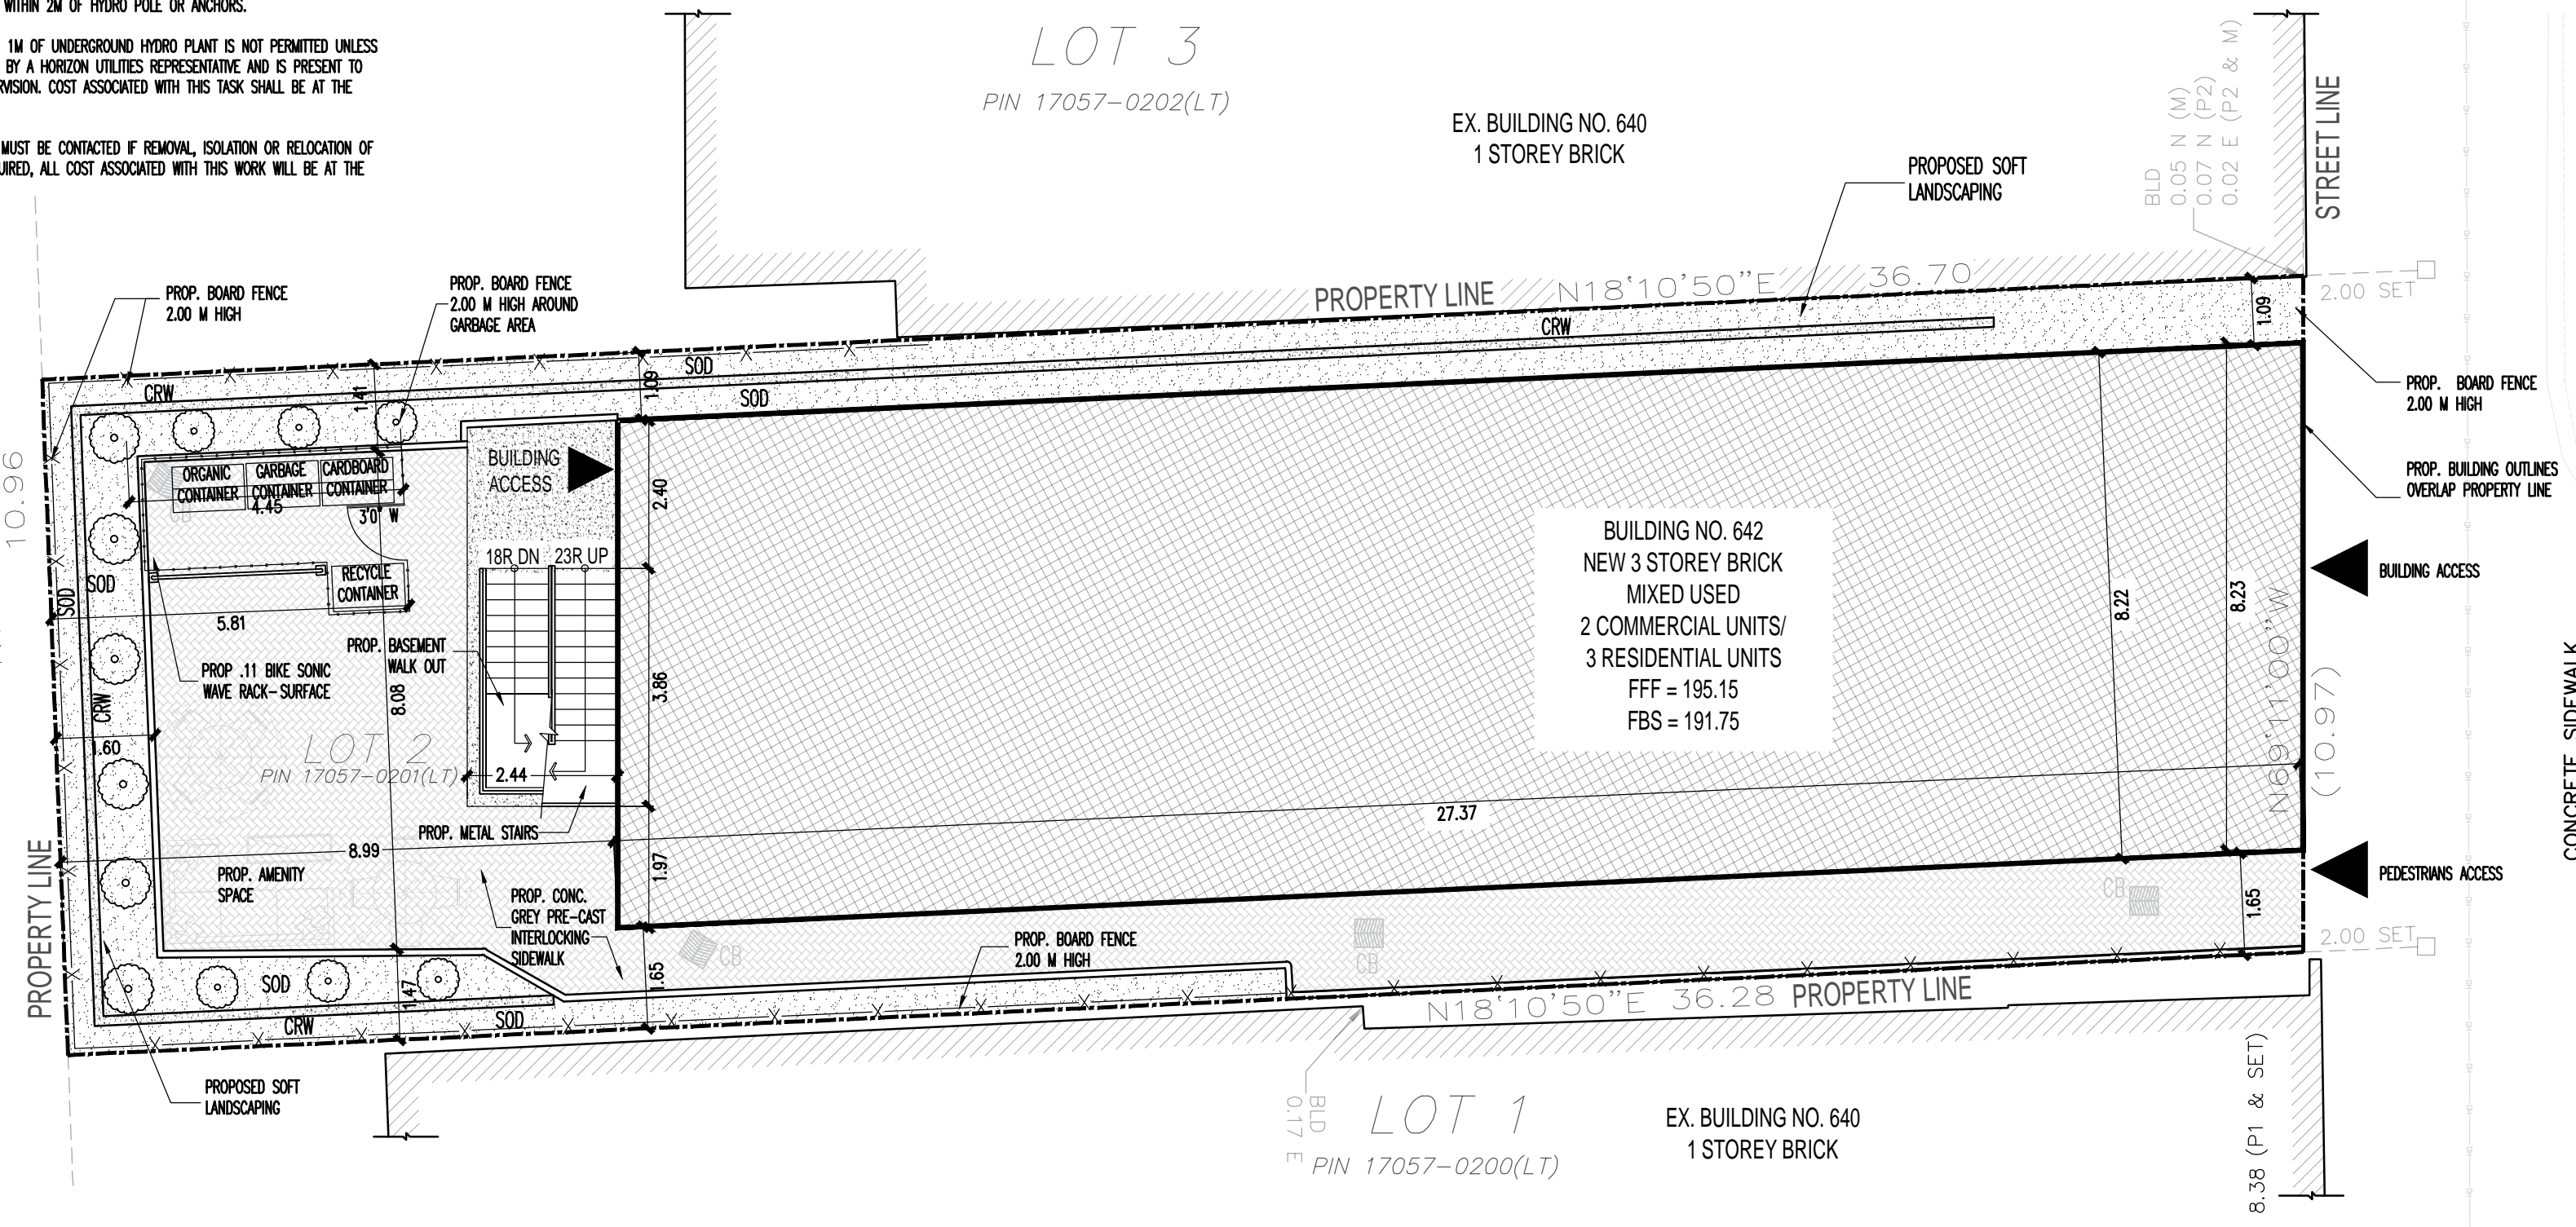 WITHIN 2M OF HYDRO POLE OR ANCHORS.
1M OF UNDERGROUND HYDRO PLANT IS NOT PERMITTED UNLESS
BY A HORIZON UTILITIES REPRESENTATIVE AND IS PRESENT TO
RVISION. COST ASSOCIATED WITH THIS TASK SHALL BE AT THE
MUST BE CONTACTED IF REMOVAL, ISOLATION OR RELOCATION OF
UIRED, ALL COST ASSOCIATED WITH THIS WORK WILL BE AT THE
LOT 3
PIN 17057-0202(LT)
EX. BUILDING NO. 640
1 STOREY BRICK
PROPOSED SOFT
LANDSCAPING
BLD
0.05 N (M)
0.07 N (P2)
0.02 E (P2 & M)
STREET LINE
PROP. BOARD FENCE
2.00 M HIGH
PROP. BOARD FENCE
2.00 M HIGH AROUND
GARBAGE AREA
PROPERTY LINE
N18°10'50"E
36.70
2.00 SET
1.09
CRW
SOD
SOD
1.09
CRW
1.41
PROP. BOARD FENCE
2.00 M HIGH
PROP. BUILDING OUTLINES
OVERLAP PROPERTY LINE
10.96
ORGANIC
CONTAINER
GARBAGE
CONTAINER
CARDBOARD
CONTAINER
4.45
CB
3'0" W
BUILDING
ACCESS
2.40
18R DN
23R UP
RECYCLE
CONTAINER
SOD
SOD
5.81
PROP .11 BIKE SONIC
WAVE RACK-SURFACE
PROP. BASEMENT
WALK OUT
8.08
3.86
CRW
1.60
LOT 2
PIN 17057-0201(LT)
2.44
BUILDING NO. 642
NEW 3 STOREY BRICK
MIXED USED
2 COMMERCIAL UNITS/
3 RESIDENTIAL UNITS
FFF = 195.15
FBS = 191.75
8.22
8.23
BUILDING ACCESS
N69°11'00"W
(10.97)
CONCRETE SIDEWALK
27.37
PROP. METAL STAIRS
8.99
1.97
PROP. AMENITY
SPACE
PROP. CONC.
GREY PRE-CAST
INTERLOCKING
SIDEWALK
PROPERTY LINE
PEDESTRIANS ACCESS
CB
1.65
2.00 SET
CB
CB
PROP. BOARD FENCE
2.00 M HIGH
1.65
SOD
1.47
CRW
SOD
N18°10'50"E 36.28
PROPERTY LINE
PROPOSED SOFT
LANDSCAPING
BLD
0.17 E
LOT 1
PIN 17057-0200(LT)
EX. BUILDING NO. 640
1 STOREY BRICK
8.38 (P1 & SET)